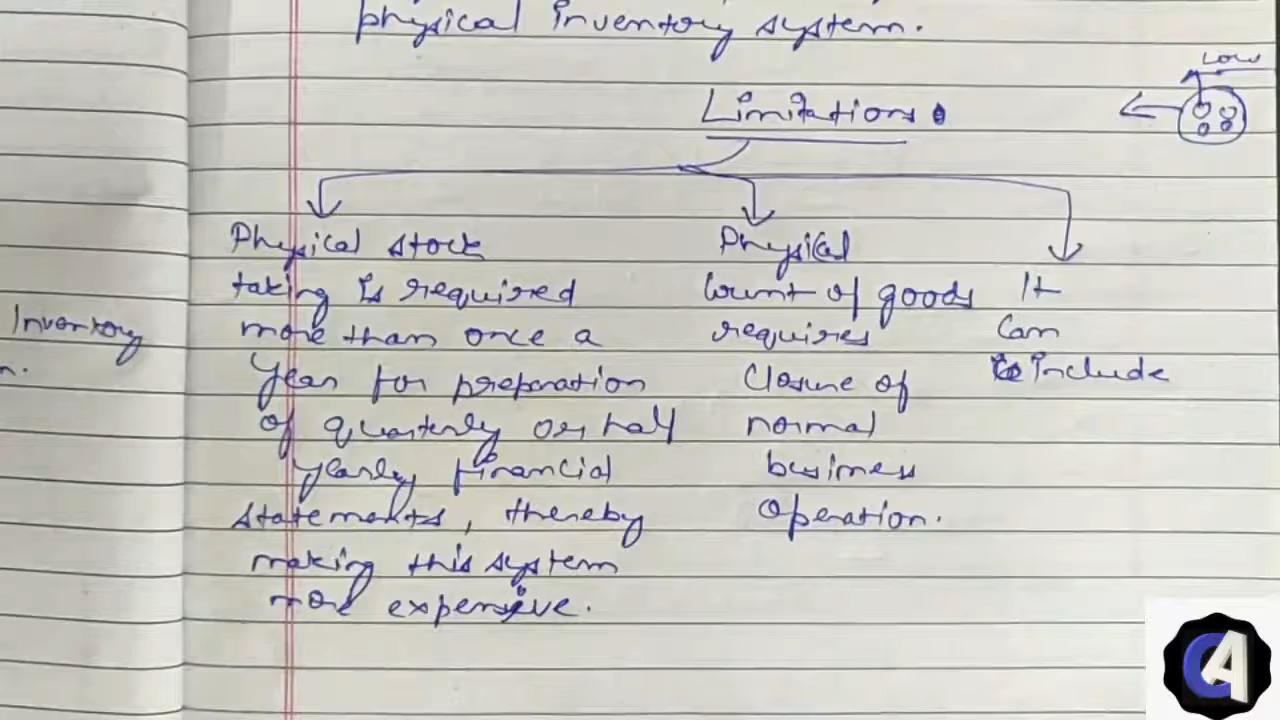 physical inventory system.
Low
Limitations
Physical stock
taking is required
more than once a
year for preparation
of quarterly or half
yearly financial
statements, thereby
making this system
more expensive.
Physical
Count of goods
requires
Closure of
normal
business
operation.
It
Can
include
Inventory
n.
CA